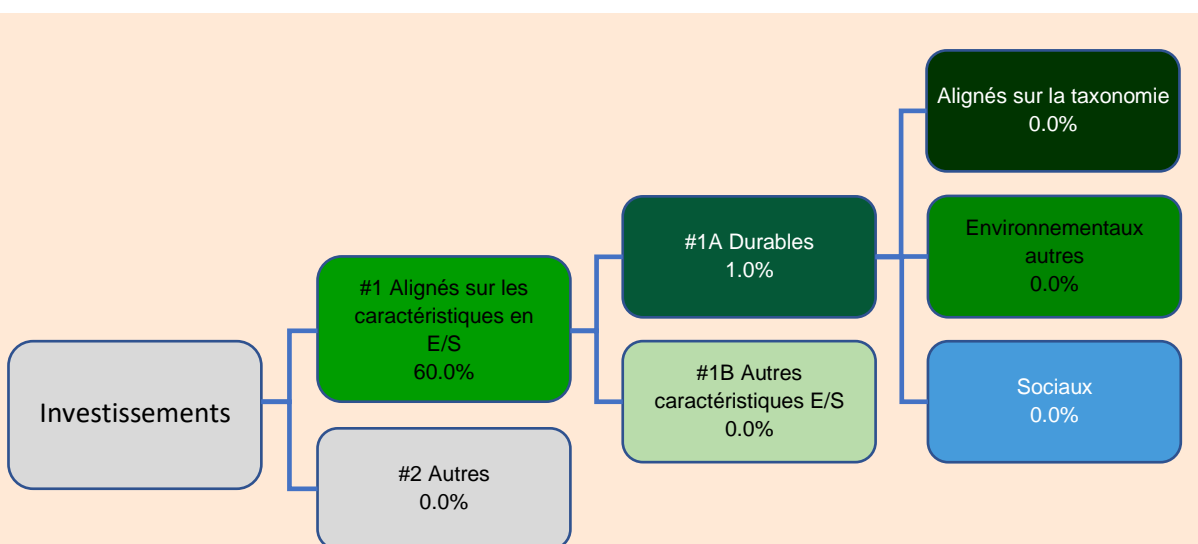 Investissements
#1 Alignés sur les
caractéristiques en
E/S
60.0%
#2 Autres
0.0%
#1A Durables
1.0%
#1B Autres
caractéristiques E/S
0.0%
Alignés sur la taxonomie
0.0%
Environnementaux
autres
0.0%
Sociaux
0.0%